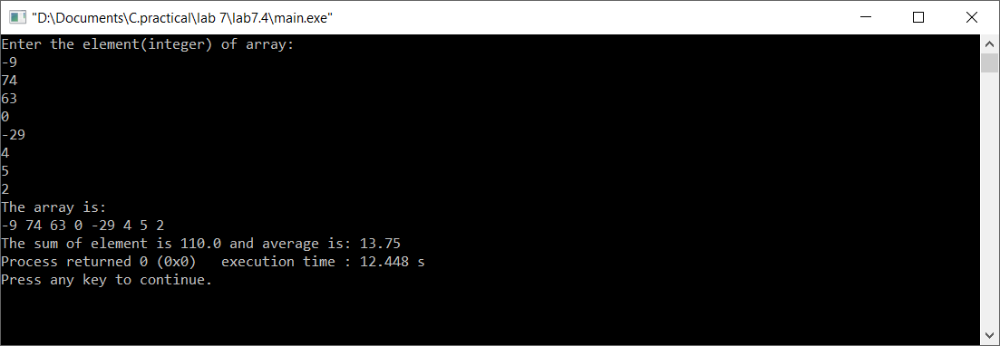 "D:\Documents\C.practical\lab 7\lab7.4\main.exe"
Enter the element(integer) of array:
-9
74
63
0
-29
4
5
2
The array is:
-9 74 63 0 -29 4 5 2
The sum of element is 110.0 and average is: 13.75
Process returned 0 (0x0)   execution time : 12.448 s
Press any key to continue.